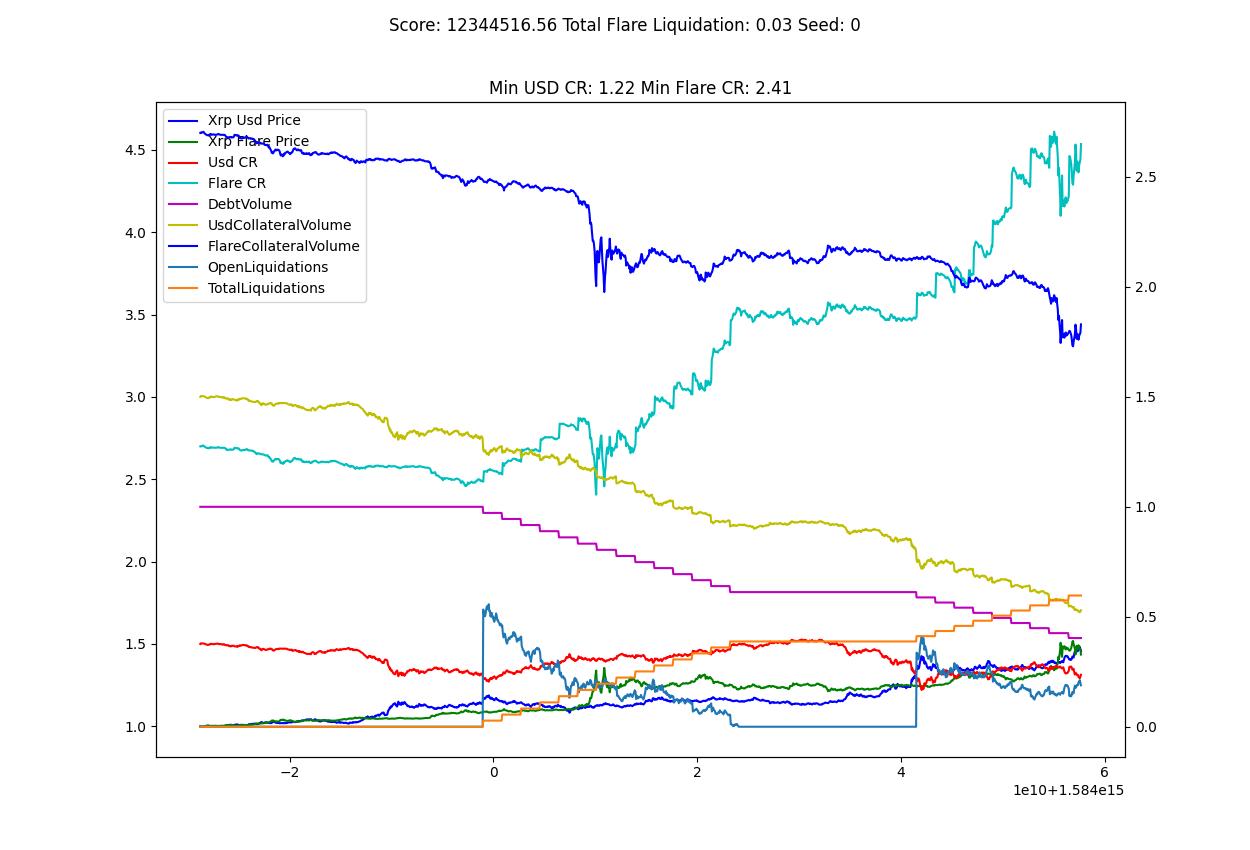 Score: 12344516.56 Total Flare Liquidation: 0.03 Seed: 0
Min USD CR: 1.22 Min Flare CR: 2.41
Xrp Usd Price
Xrp Flare Price
Usd CR
Flare CR
DebtVolume
UsdCollateralVolume
FlareCollateralVolume
OpenLiquidations
TotalLiquidations
4.5
4.0
3.5
3.0
2.5
2.0
1.5
1.0
2.5
2.0
1.5
1.0
0.5
0.0
−2
0
2
4
6
1e10+1.584e15